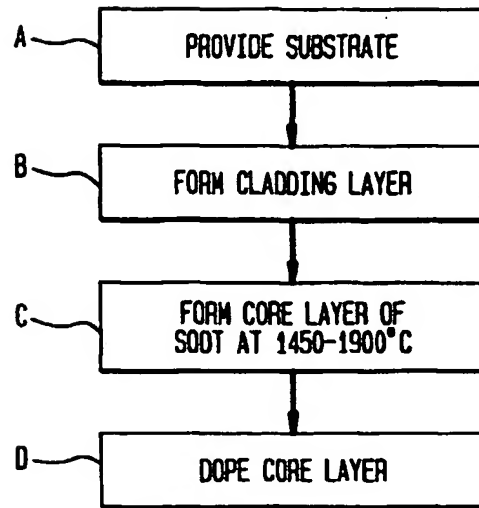 A
PROVIDE SUBSTRATE
B
FORM CLADDING LAYER
C
FORM CORE LAYER OF
SOOT AT 1450-1900°C
D
DOPE CORE LAYER